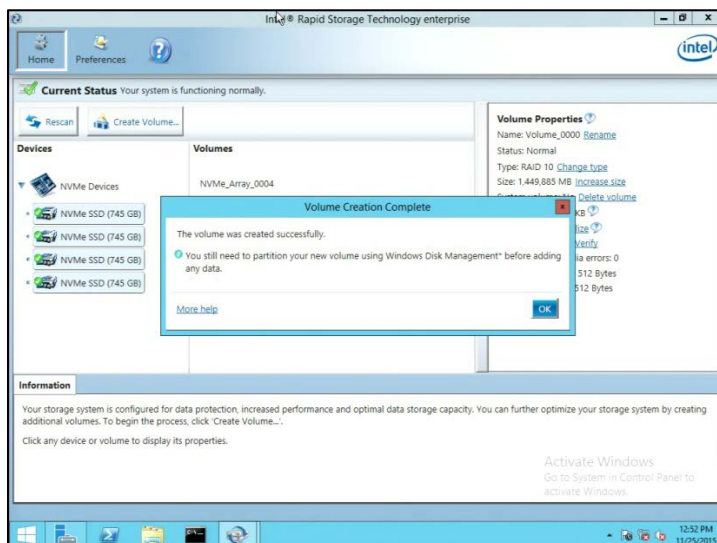 Intel® Rapid Storage Technology enterprise
Home
Preferences
intel
Current Status Your system is functioning normally.
Rescan
Create Volume...
Devices
Volumes
NVMe Devices
NVMe SSD (745 GB)
NVMe SSD (745 GB)
NVMe SSD (745 GB)
NVMe SSD (745 GB)
NVMe_Array_0004
Volume Properties
Name: Volume_0000 Rename
Status: Normal
Type: RAID 10 Change type
Size: 1,449,885 MB Increase size
System volume: No Delete volume
KB
Verify
errors: 0
512 Bytes
512 Bytes
Volume Creation Complete
The volume was created successfully.
You still need to partition your new volume using Windows Disk Management* before adding
any data.
More help
OK
Information
Your storage system is configured for data protection, increased performance and optimal data storage capacity. You can further optimize your storage system by creating
additional volumes. To begin the process, click 'Create Volume...'.
Click any device or volume to display its properties.
Activate Windows
Go to System in Control Panel to
activate Windows.
12:52 PM
11/25/2015